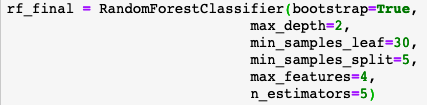 rf_final = RandomForestClassifier(bootstrap=True,
max_depth=2,
min_samples_leaf=30,
min_samples_split=5,
max_features=4,
n_estimators=5)